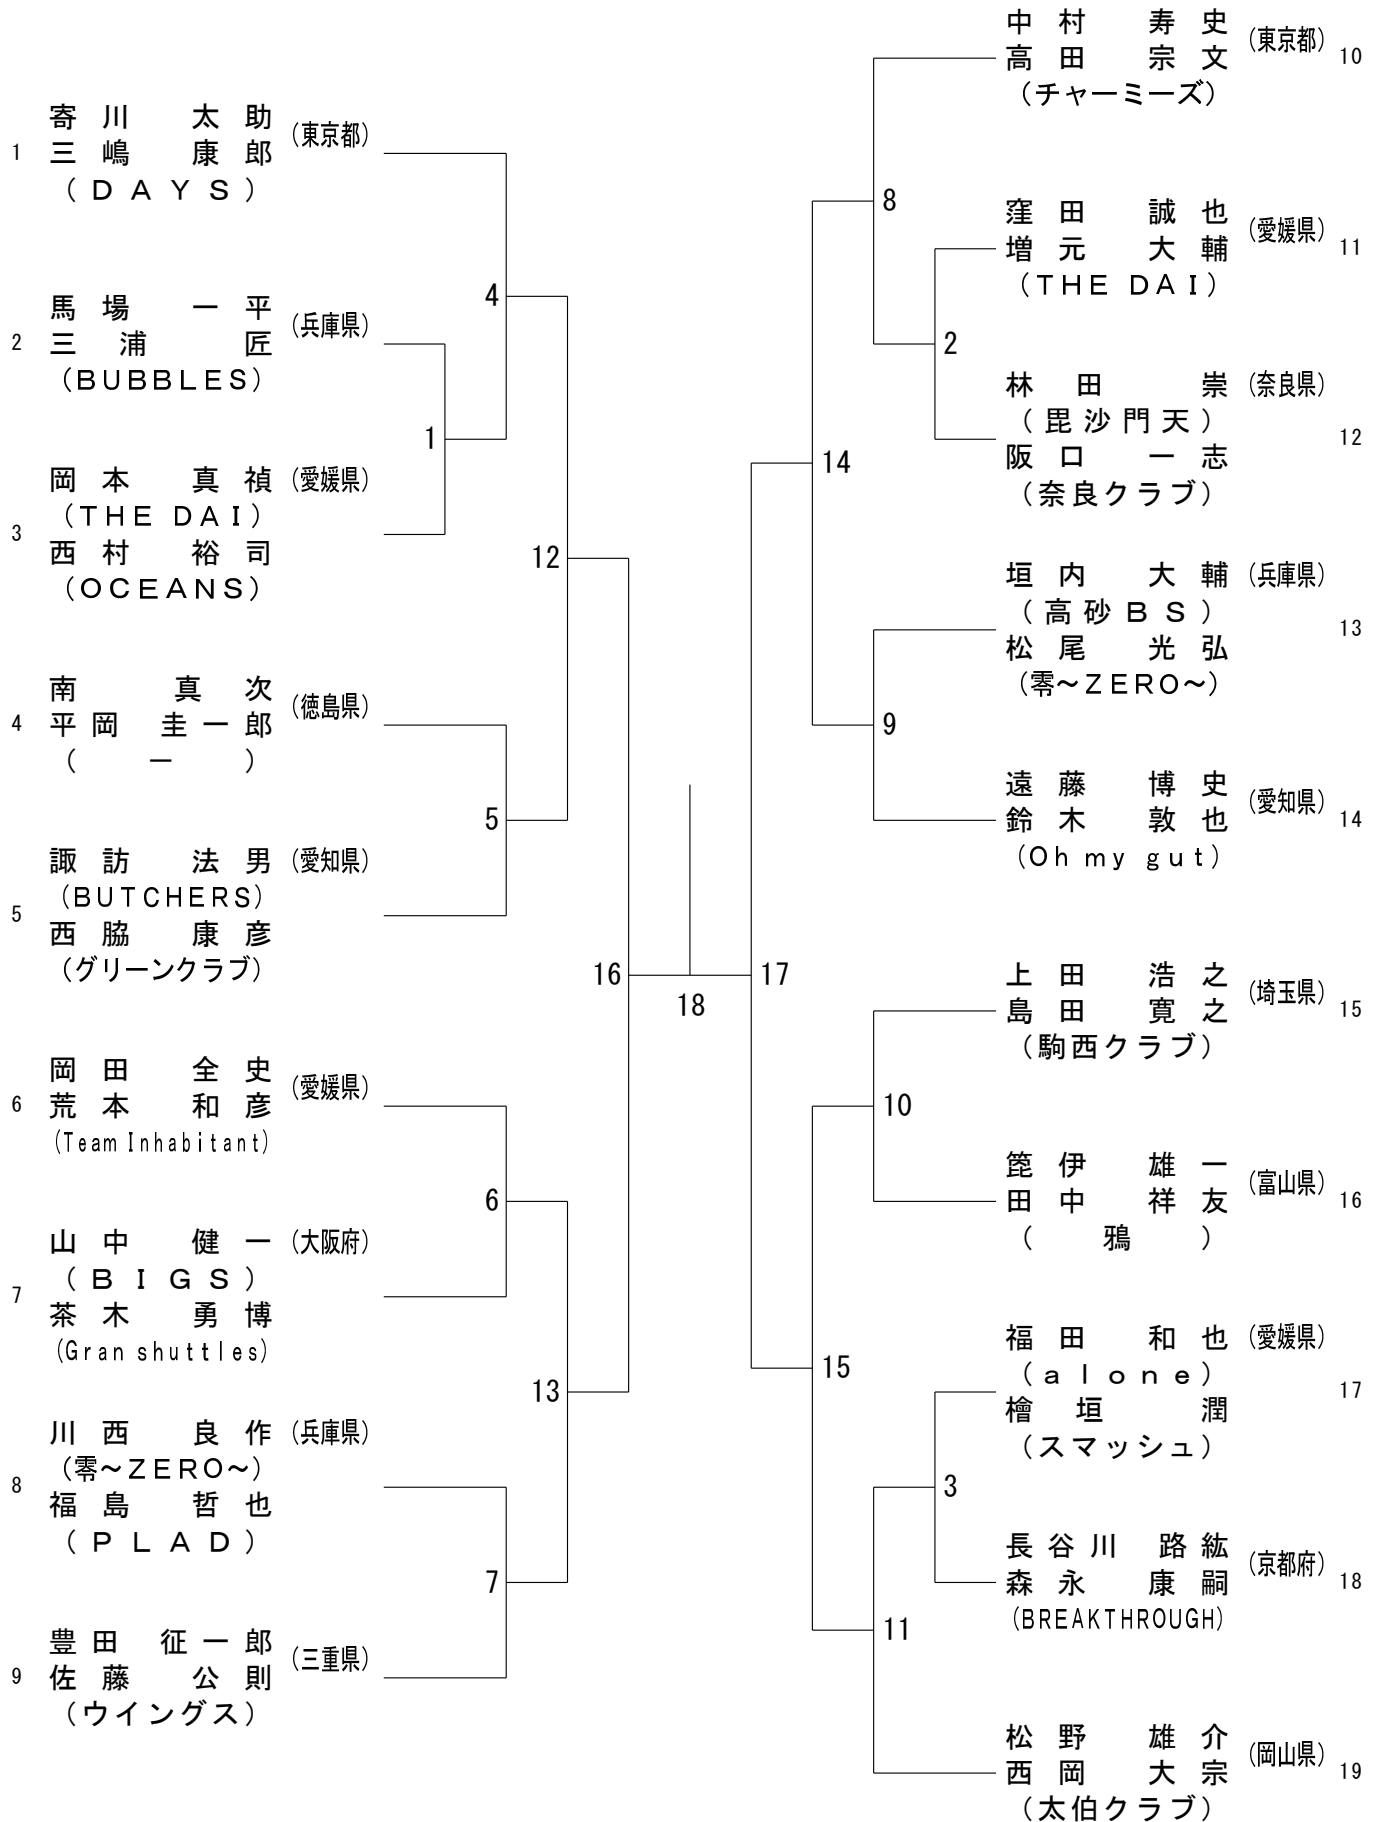 1
寄川 太助
三嶋 康郎
(DAYS)
(東京都)
2
馬場 一平
三浦 匠
(BUBBLES)
(兵庫県)
3
岡本 真禎
(THE DAI)
西村 裕司
(OCEANS)
(愛媛県)
4
南 真次
平岡 圭一郎
( ー )
(徳島県)
5
諏訪 法男
(BUTCHERS)
西脇 康彦
(グリーンクラブ)
(愛知県)
6
岡田 全史
荒本 和彦
(Team Inhabitant)
(愛媛県)
7
山中 健一
(BIGS)
茶木 勇博
(Gran shuttles)
(大阪府)
8
川西 良作
(零～ZERO～)
福島 哲也
(PLAD)
(兵庫県)
9
豊田 征一郎
佐藤 公則
(ウイングス)
(三重県)
4
1
12
5
16
6
13
7
18
17
14
8
2
9
15
10
3
11
中村 寿史
高田 宗文
(チャーミーズ)
(東京都)
10
窪田 誠也
増元 大輔
(THE DAI)
(愛媛県)
11
林田 崇
(毘沙門天)
阪口 一志
(奈良クラブ)
(奈良県)
12
垣内 大輔
(高砂BS)
松尾 光弘
(零～ZERO～)
(兵庫県)
13
遠藤 博史
鈴木 敦也
(Oh my gut)
(愛知県)
14
上田 浩之
島田 寛之
(駒西クラブ)
(埼玉県)
15
箆伊 雄一
田中 祥友
(鴉)
(富山県)
16
福田 和也
(alone)
檜垣 潤
(スマッシュ)
(愛媛県)
17
長谷川 路紘
森永 康嗣
(BREAKTHROUGH)
(京都府)
18
松野 雄介
西岡 大宗
(太伯クラブ)
(岡山県)
19